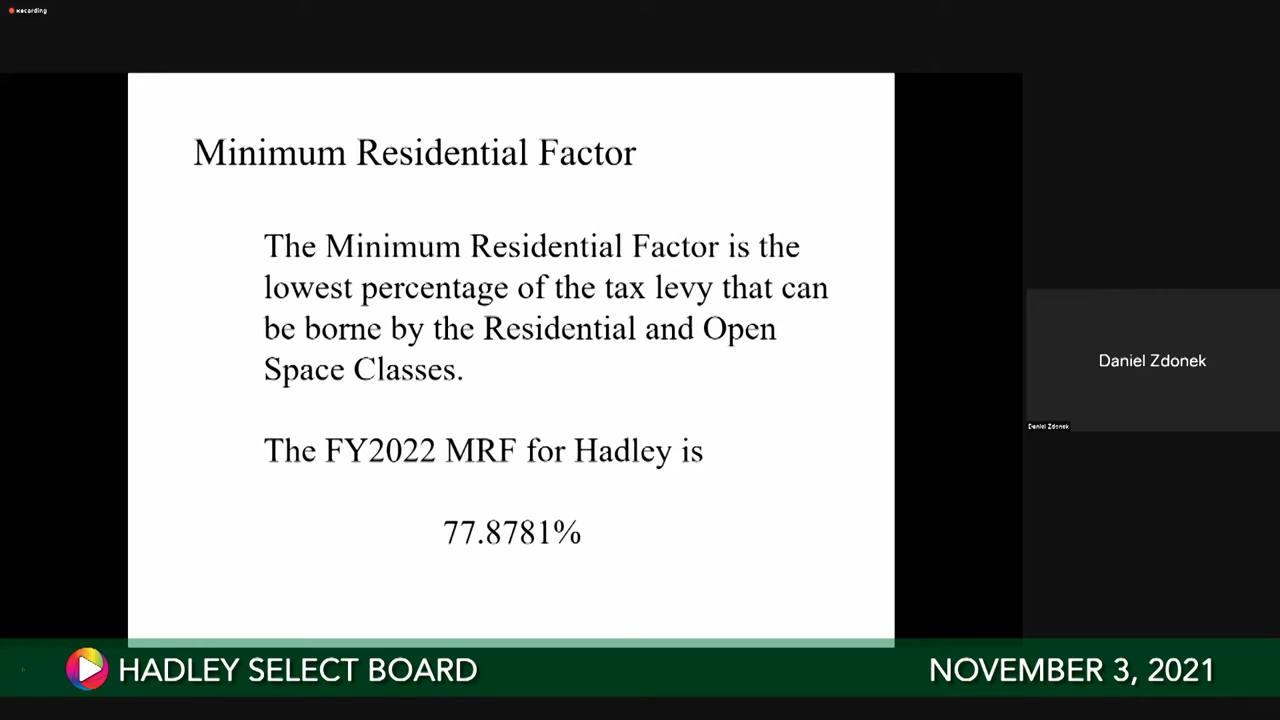 Recording
Minimum Residential Factor
The Minimum Residential Factor is the
lowest percentage of the tax levy that can
be borne by the Residential and Open
Space Classes.
The FY2022 MRF for Hadley is
77.8781%
Daniel Zdonek
Daniel Zdonek
HADLEY SELECT BOARD
NOVEMBER 3, 2021